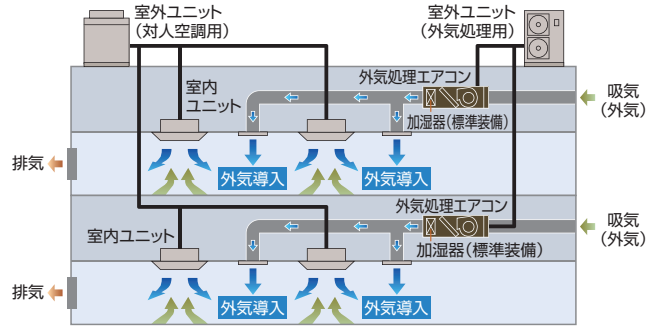 室外ユニット
（対人空調用）
室外ユニット
（外気処理用）
外気処理エアコン
室内
ユニット
加湿器（標準装備）
吸気
（外気）
排気
外気導入
外気導入
外気処理エアコン
室内ユニット
加湿器（標準装備）
吸気
（外気）
排気
外気導入
外気導入